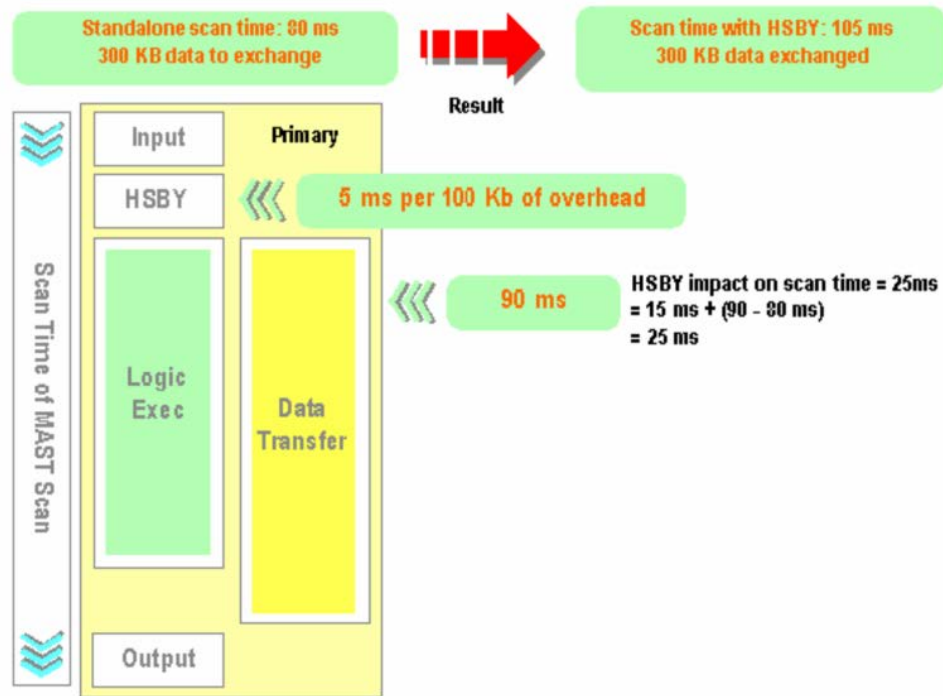 Standalone scan time: 80 ms
300 KB data to exchange
Result
Scan time with HSBY: 105 ms
300 KB data exchanged
Scan Time of MAST Scan
Input
Primary
HSBY
5 ms per 100 Kb of overhead
90 ms
HSBY impact on scan time = 25ms
= 15 ms + (90 - 80 ms)
= 25 ms
Logic
Exec
Data
Transfer
Output